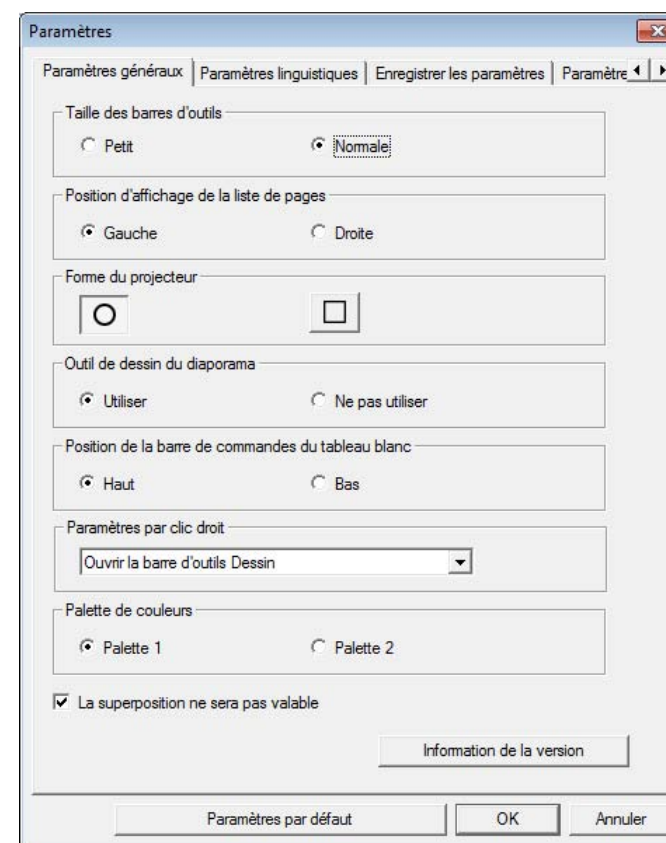 Paramètres
Paramètres généraux Paramètres linguistiques Enregistrer les paramètres Paramètre
Taille des barres d'outils
Petit Normale
Position d'affichage de la liste de pages
Gauche Droite
Forme du projecteur
Outil de dessin du diaporama
Utiliser Ne pas utiliser
Position de la barre de commandes du tableau blanc
Haut Bas
Paramètres par clic droit
Ouvrir la barre d'outils Dessin
Palette de couleurs
Palette 1 Palette 2
La superposition ne sera pas valable
Information de la version
Paramètres par défaut OK Annuler